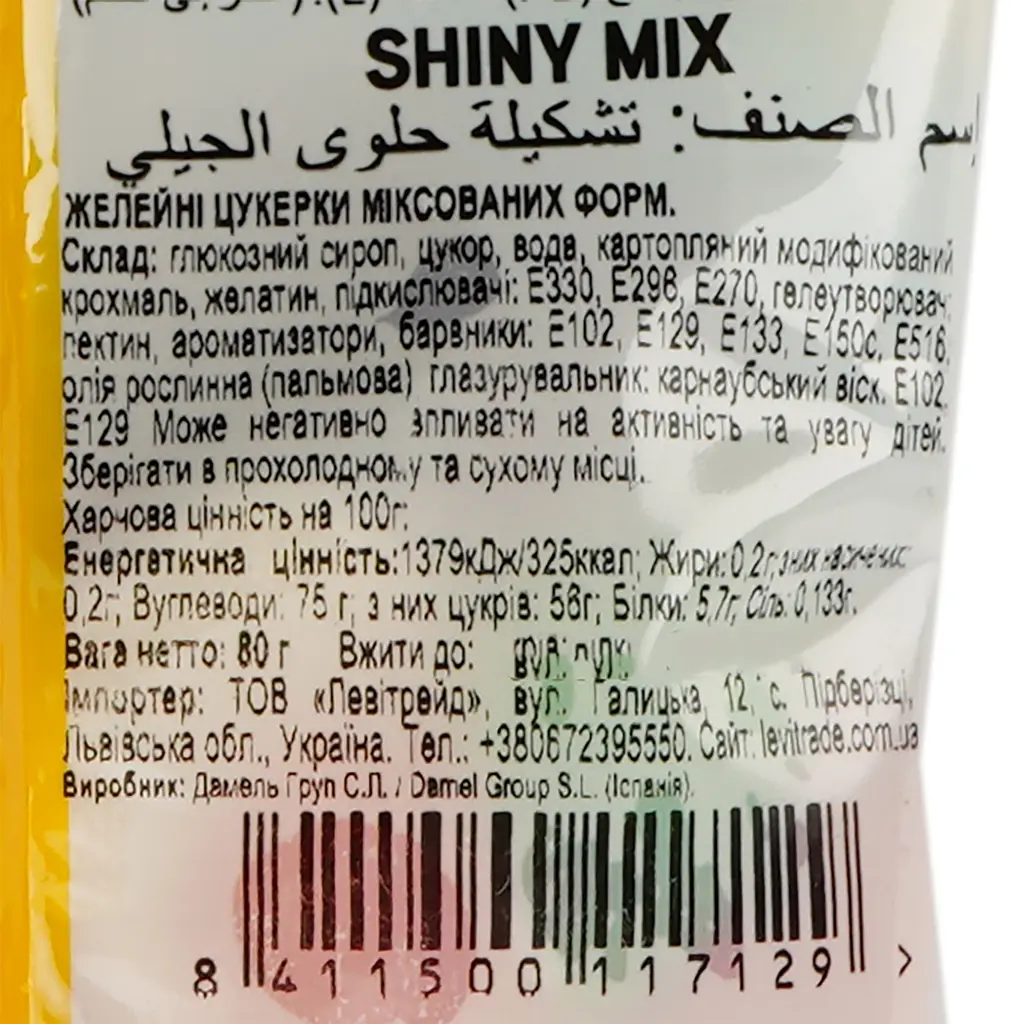 SHINY MIX
إسم الصنف: تشكيلة حلوى الجيلي
ЖЕЛЕЙНІ ЦУКЕРКИ МІКСОВАНИХ ФОРМ.
Склад: глюкозний сироп, цукор, вода, картопляний модифікований
крохмаль, желатин, підкислювачі: Е330, Е296, Е270, гелеутворювач:
пектин, ароматизатори, барвники: Е102, Е129, Е133, Е150с, Е516,
олія рослинна (пальмова) глазурувальник: карнаубський віск. Е102,
Е129 Може негативно впливати на активність та увагу дітей.
Зберігати в прохолодному та сухому місці.
Харчова цінність на 100г:
Енергетична цінність:1379кДж/325ккал; Жири:0,2г;з них насичених:
0,2г; Вуглеводи: 75 г; з них цукрів: 56г; Білки: 5,7г, Сіль: 0,133г.
Вага нетто: 80 г Вжити до:
Імпортер: ТОВ «Левітрейд», вул. Галицька, 12, с. Підберізці,
Львівська обл., Україна. Тел.: +380672395550. Сайт: levitrade.com.ua
Виробник: Дамель Груп С.Л. / Damel Group S.L. (Іспанія).
8 411500 117129 >